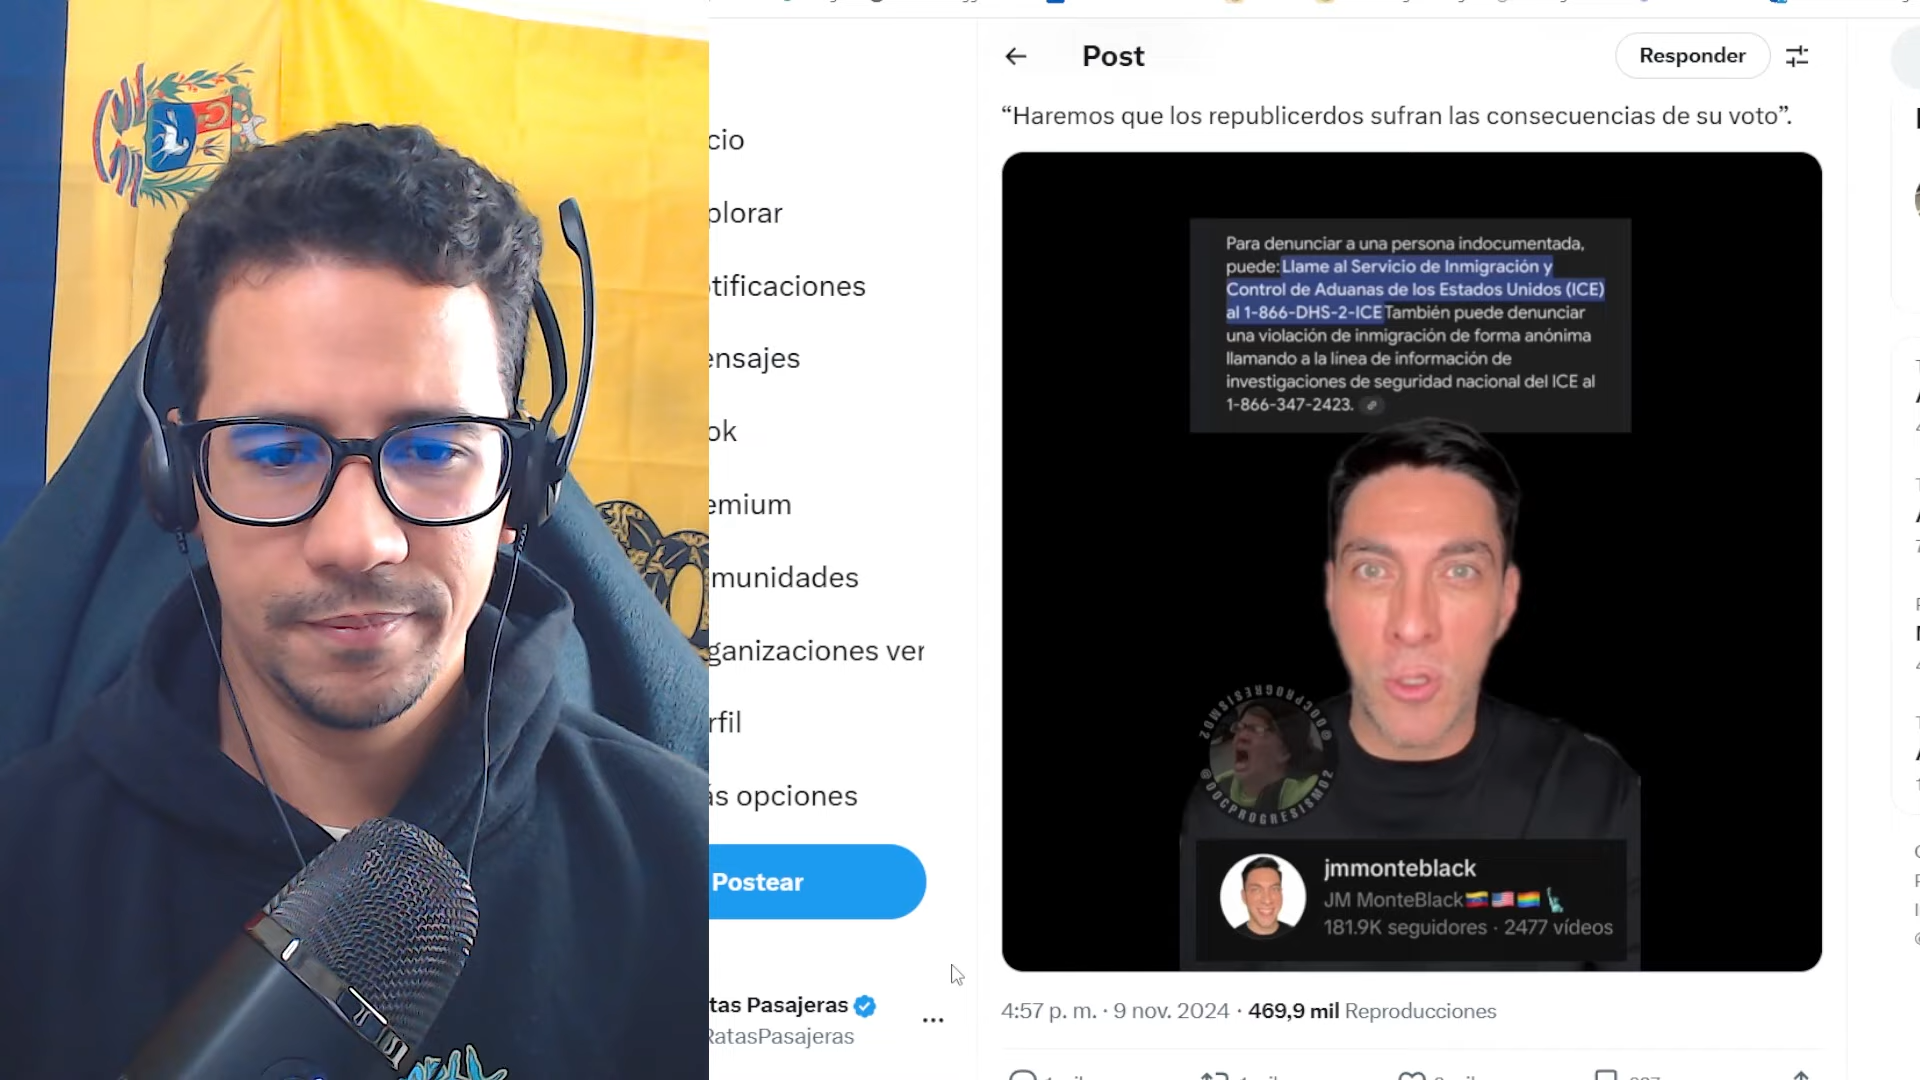 Post
Responder
“Haremos que los republicerdos sufran las consecuencias de su voto”.
cio
plorar
otificaciones
ensajes
ok
emium
munidades
ganizaciones ver
rfil
ás opciones
Postear
tas Pasajeras
RatasPasajeras
Para denunciar a una persona indocumentada,
puede: Llame al Servicio de Inmigración y
Control de Aduanas de los Estados Unidos (ICE)
al 1-866-DHS-2-ICE También puede denunciar
una violación de inmigración de forma anónima
llamando a la línea de información de
investigaciones de seguridad nacional del ICE al
1-866-347-2423.
@OOCPROGRESISMO2
@OOCPROGRESISMO2
jmmonteblack
JM MonteBlack
181.9K seguidores · 2477 vídeos
4:57 p. m. · 9 nov. 2024 · 469,9 mil Reproducciones